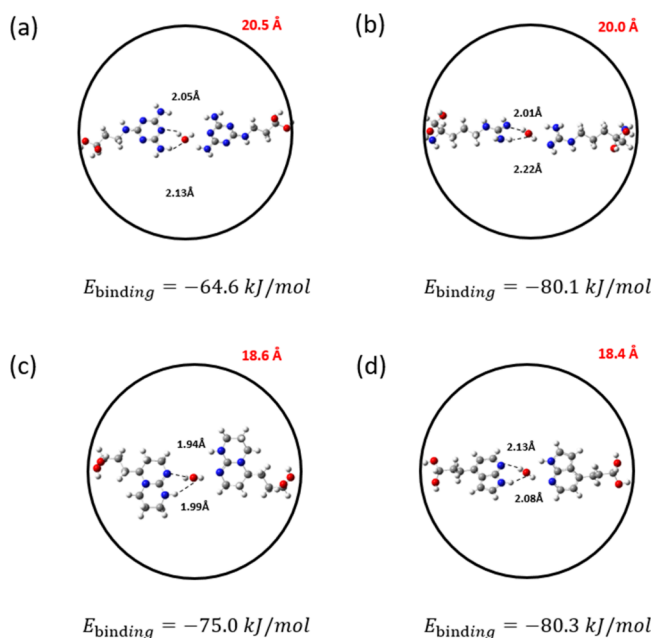 (a)
20.5 Å
2.05Å
2.13Å
E_binding = −64.6 kJ/mol
(b)
20.0 Å
2.01Å
2.22Å
E_binding = −80.1 kJ/mol
(c)
18.6 Å
1.94Å
1.99Å
E_binding = −75.0 kJ/mol
(d)
18.4 Å
2.13Å
2.08Å
E_binding = −80.3 kJ/mol